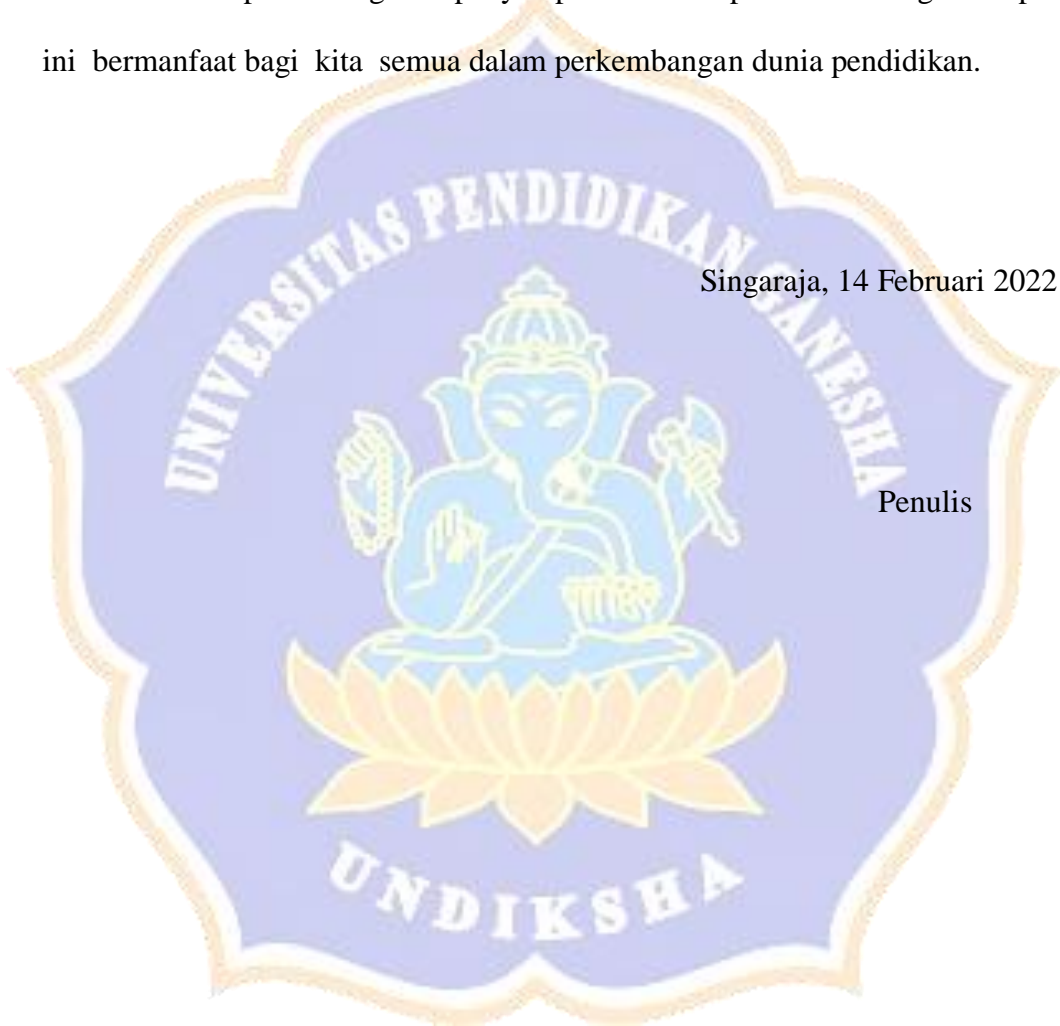 ini bermanfaat bagi kita semua dalam perkembangan dunia pendidikan.
UNIVERSITAS PENDIDIKAN GANESHA
Singaraja, 14 Februari 2022
Penulis
UNDIKSHA